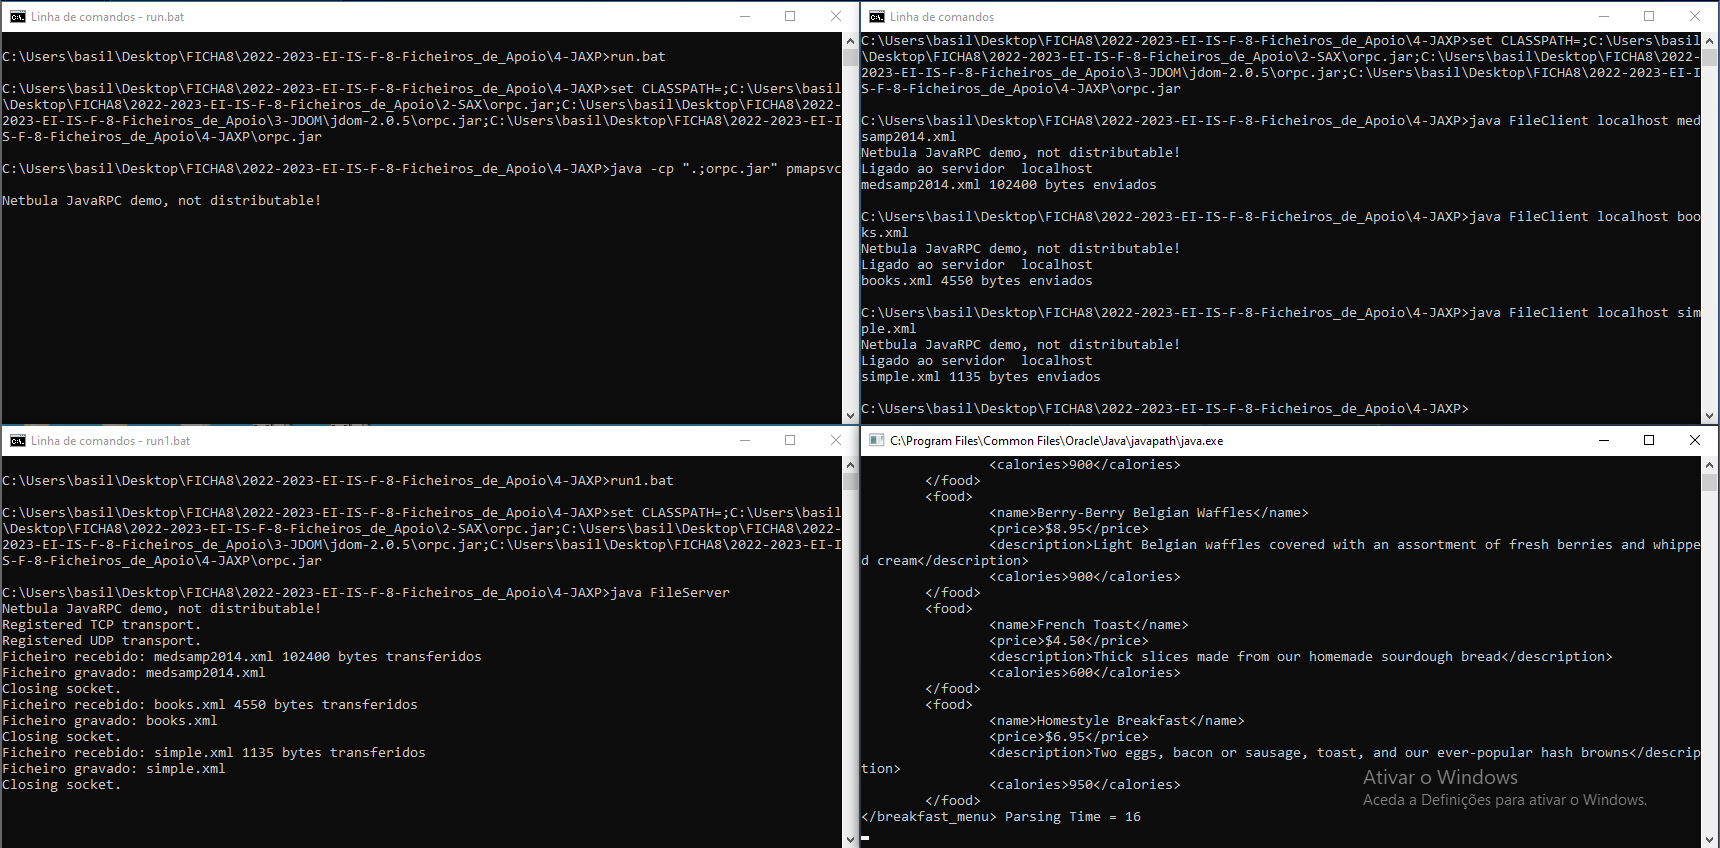 Linha de comandos - run.bat
C:\Users\basil\Desktop\FICHA8\2022-2023-EI-IS-F-8-Ficheiros_de_Apoio\4-JAXP>run.bat
C:\Users\basil\Desktop\FICHA8\2022-2023-EI-IS-F-8-Ficheiros_de_Apoio\4-JAXP>set CLASSPATH=;C:\Users\basil
\Desktop\FICHA8\2022-2023-EI-IS-F-8-Ficheiros_de_Apoio\2-SAX\orpc.jar;C:\Users\basil\Desktop\FICHA8\2022-
2023-EI-IS-F-8-Ficheiros_de_Apoio\3-JDOM\jdom-2.0.5\orpc.jar;C:\Users\basil\Desktop\FICHA8\2022-2023-EI-I
S-F-8-Ficheiros_de_Apoio\4-JAXP\orpc.jar
C:\Users\basil\Desktop\FICHA8\2022-2023-EI-IS-F-8-Ficheiros_de_Apoio\4-JAXP>java -cp ".;orpc.jar" pmapsvc
Netbula JavaRPC demo, not distributable!
Linha de comandos
C:\Users\basil\Desktop\FICHA8\2022-2023-EI-IS-F-8-Ficheiros_de_Apoio\4-JAXP>set CLASSPATH=;C:\Users\basil
\Desktop\FICHA8\2022-2023-EI-IS-F-8-Ficheiros_de_Apoio\2-SAX\orpc.jar;C:\Users\basil\Desktop\FICHA8\2022-
2023-EI-IS-F-8-Ficheiros_de_Apoio\3-JDOM\jdom-2.0.5\orpc.jar;C:\Users\basil\Desktop\FICHA8\2022-2023-EI-I
S-F-8-Ficheiros_de_Apoio\4-JAXP\orpc.jar
C:\Users\basil\Desktop\FICHA8\2022-2023-EI-IS-F-8-Ficheiros_de_Apoio\4-JAXP>java FileClient localhost med
samp2014.xml
Netbula JavaRPC demo, not distributable!
Ligado ao servidor  localhost
medsamp2014.xml 102400 bytes enviados
C:\Users\basil\Desktop\FICHA8\2022-2023-EI-IS-F-8-Ficheiros_de_Apoio\4-JAXP>java FileClient localhost boo
ks.xml
Netbula JavaRPC demo, not distributable!
Ligado ao servidor  localhost
books.xml 4550 bytes enviados
C:\Users\basil\Desktop\FICHA8\2022-2023-EI-IS-F-8-Ficheiros_de_Apoio\4-JAXP>java FileClient localhost sim
ple.xml
Netbula JavaRPC demo, not distributable!
Ligado ao servidor  localhost
simple.xml 1135 bytes enviados
C:\Users\basil\Desktop\FICHA8\2022-2023-EI-IS-F-8-Ficheiros_de_Apoio\4-JAXP>
Linha de comandos - run1.bat
C:\Users\basil\Desktop\FICHA8\2022-2023-EI-IS-F-8-Ficheiros_de_Apoio\4-JAXP>run1.bat
C:\Users\basil\Desktop\FICHA8\2022-2023-EI-IS-F-8-Ficheiros_de_Apoio\4-JAXP>set CLASSPATH=;C:\Users\basil
\Desktop\FICHA8\2022-2023-EI-IS-F-8-Ficheiros_de_Apoio\2-SAX\orpc.jar;C:\Users\basil\Desktop\FICHA8\2022-
2023-EI-IS-F-8-Ficheiros_de_Apoio\3-JDOM\jdom-2.0.5\orpc.jar;C:\Users\basil\Desktop\FICHA8\2022-2023-EI-I
S-F-8-Ficheiros_de_Apoio\4-JAXP\orpc.jar
C:\Users\basil\Desktop\FICHA8\2022-2023-EI-IS-F-8-Ficheiros_de_Apoio\4-JAXP>java FileServer
Netbula JavaRPC demo, not distributable!
Registered TCP transport.
Registered UDP transport.
Ficheiro recebido: medsamp2014.xml 102400 bytes transferidos
Ficheiro gravado: medsamp2014.xml
Closing socket.
Ficheiro recebido: books.xml 4550 bytes transferidos
Ficheiro gravado: books.xml
Closing socket.
Ficheiro recebido: simple.xml 1135 bytes transferidos
Ficheiro gravado: simple.xml
Closing socket.
C:\Program Files\Common Files\Oracle\Java\javapath\java.exe
<calories>900</calories>
</food>
<food>
<name>Berry-Berry Belgian Waffles</name>
<price>$8.95</price>
<description>Light Belgian waffles covered with an assortment of fresh berries and whippe
d cream</description>
<calories>900</calories>
</food>
<food>
<name>French Toast</name>
<price>$4.50</price>
<description>Thick slices made from our homemade sourdough bread</description>
<calories>600</calories>
</food>
<food>
<name>Homestyle Breakfast</name>
<price>$6.95</price>
<description>Two eggs, bacon or sausage, toast, and our ever-popular hash browns</descrip
tion>
<calories>950</calories>
</food>
</breakfast_menu> Parsing Time = 16
Ativar o Windows
Aceda a Definições para ativar o Windows.